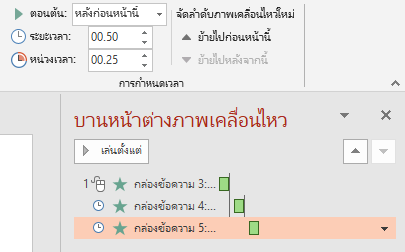 ตอนต้น: หลังก่อนหน้านี้ จัดลำดับภาพเคลื่อนไหวใหม่
ระยะเวลา: 00.50 ย้ายไปก่อนหน้านี้
หน่วงเวลา: 00.25 ย้ายไปหลังจากนี้
การกำหนดเวลา
บานหน้าต่างภาพเคลื่อนไหว
เล่นตั้งแต่
1 กล่องข้อความ 3:...
กล่องข้อความ 4:...
กล่องข้อความ 5:...